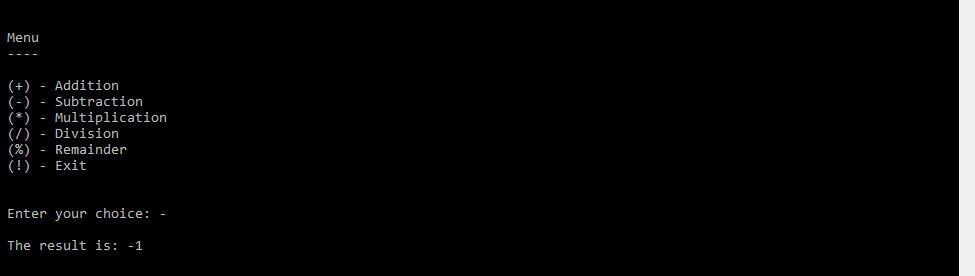 Menu
----
(+) - Addition
(-) - Subtraction
(*) - Multiplication
(/) - Division
(%) - Remainder
(!) - Exit
Enter your choice: -
The result is: -1